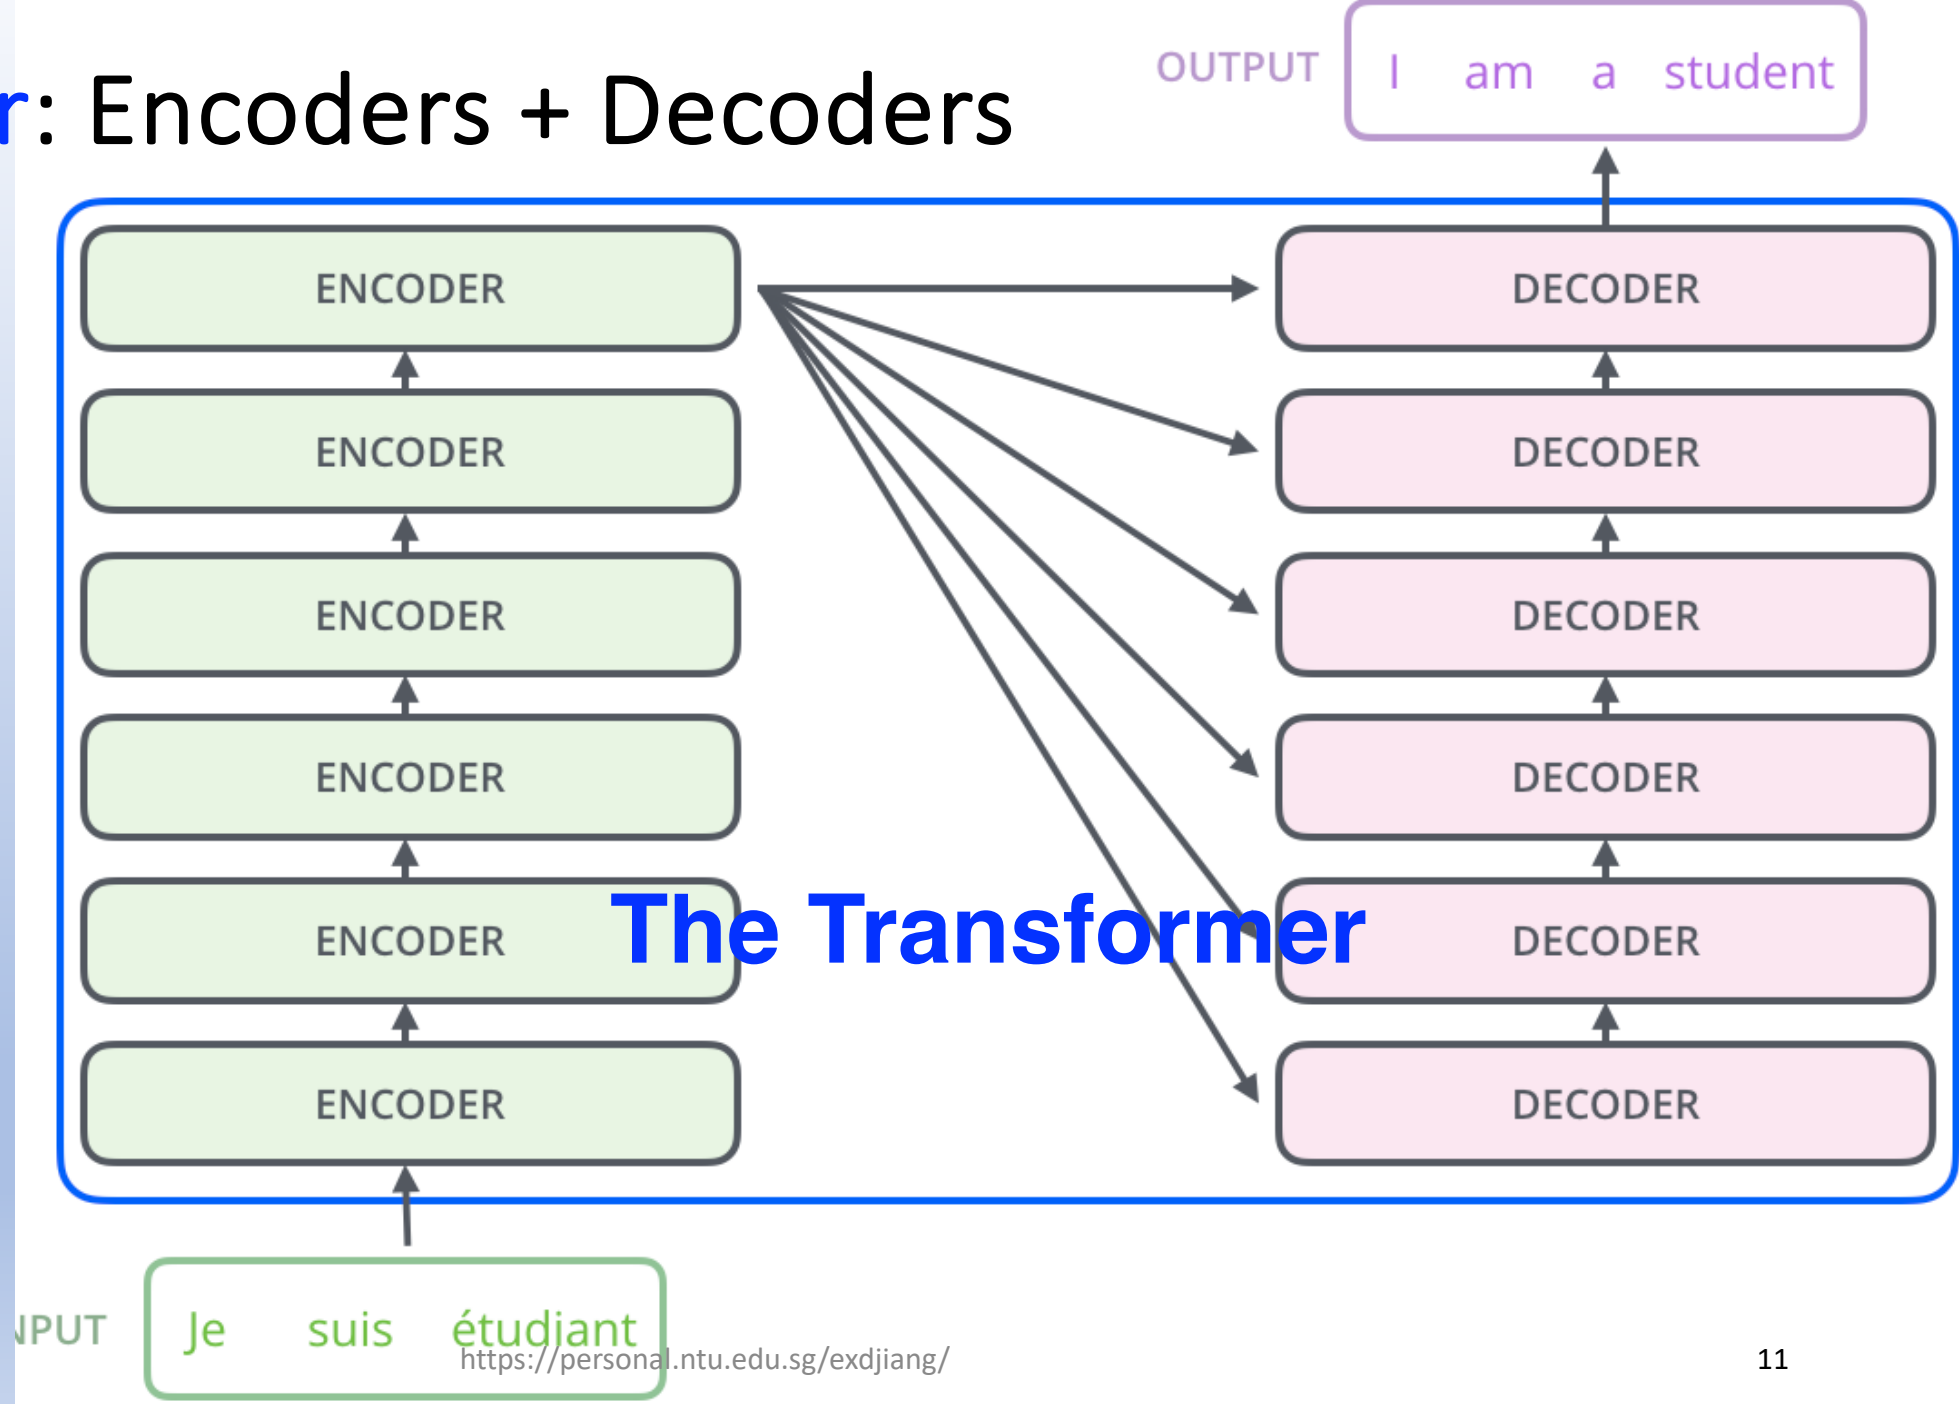 r: Encoders + Decoders
OUTPUT
I am a student
ENCODER
DECODER
ENCODER
DECODER
ENCODER
DECODER
ENCODER
DECODER
ENCODER
The Transformer
DECODER
ENCODER
DECODER
NPUT
Je suis étudiant
https://personal.ntu.edu.sg/exdjiang/
11